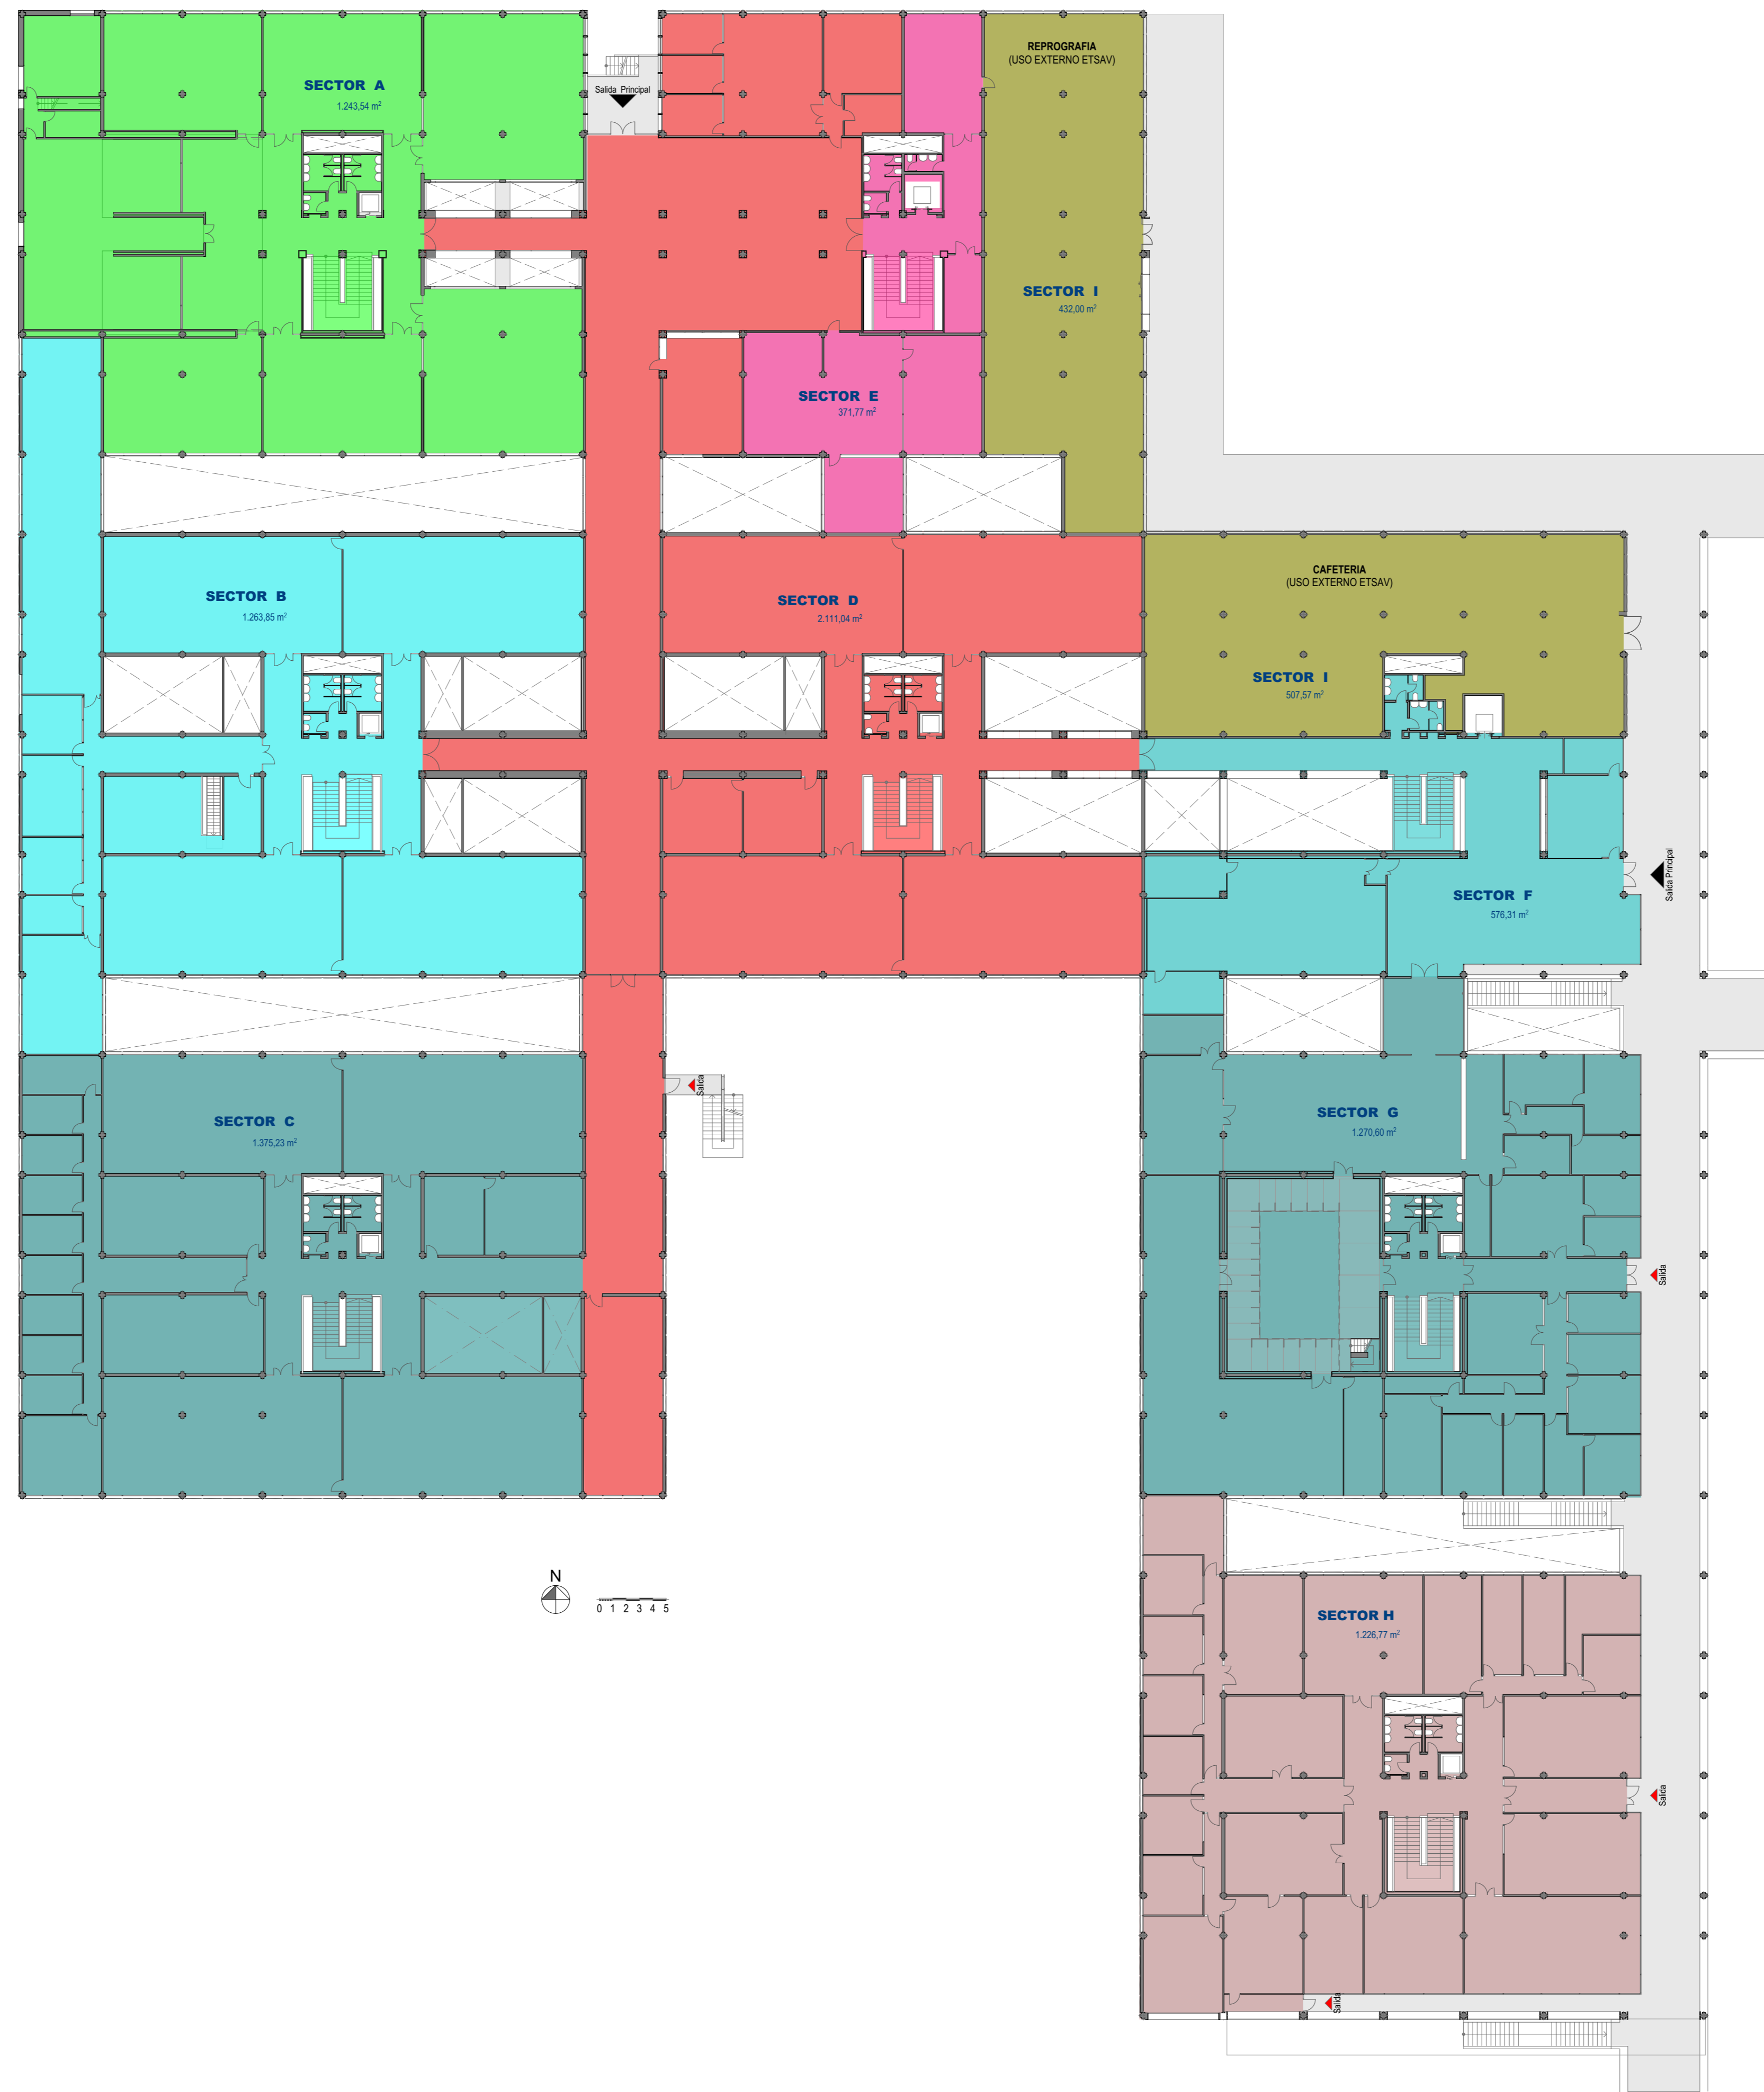 REPROGRAFIA
(USO EXTERNO ETSAV)
SECTOR A
1.243,54 m²
Salida Principal
SECTOR I
432,00 m²
SECTOR E
371,77 m²
CAFETERIA
(USO EXTERNO ETSAV)
SECTOR B
1.263,85 m²
SECTOR D
2.111,04 m²
SECTOR I
507,57 m²
Salida Principal
SECTOR F
576,31 m²
Salida
SECTOR C
1.375,23 m²
SECTOR G
1.270,60 m²
Salida
N
0 1 2 3 4 5
SECTOR H
1.226,77 m²
Salida
Salida